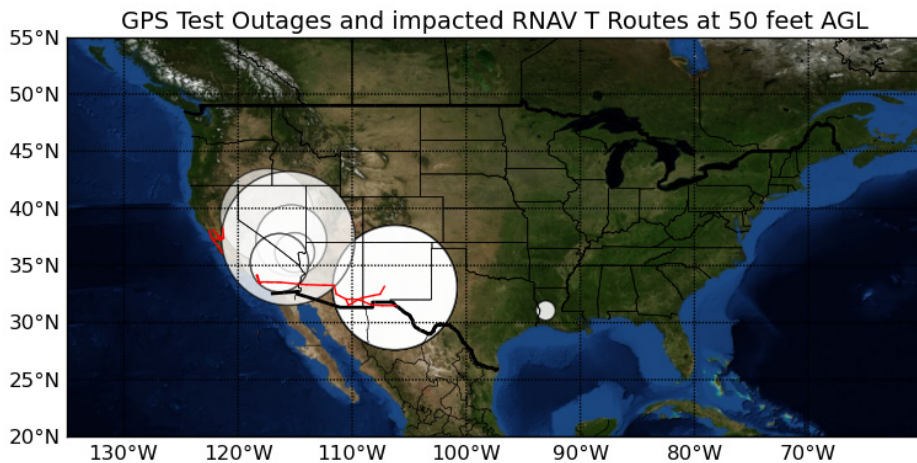 GPS Test Outages and impacted RNAV T Routes at 50 feet AGL
55°N
50°N
45°N
40°N
35°N
30°N
25°N
20°N
130°W 120°W 110°W 100°W 90°W 80°W 70°W